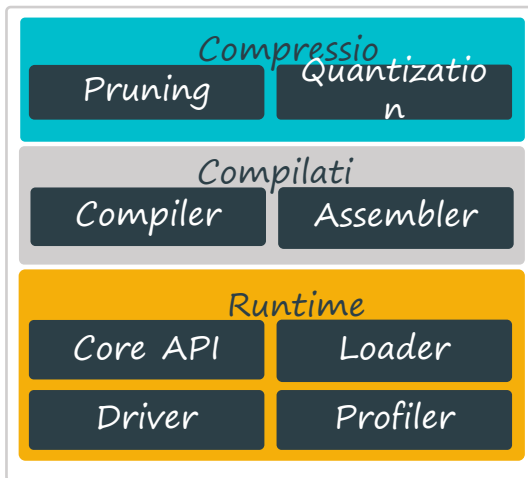 Compressio
Pruning
Quantizatio
n
Compilati
Compiler
Assembler
Runtime
Core API
Loader
Driver
Profiler